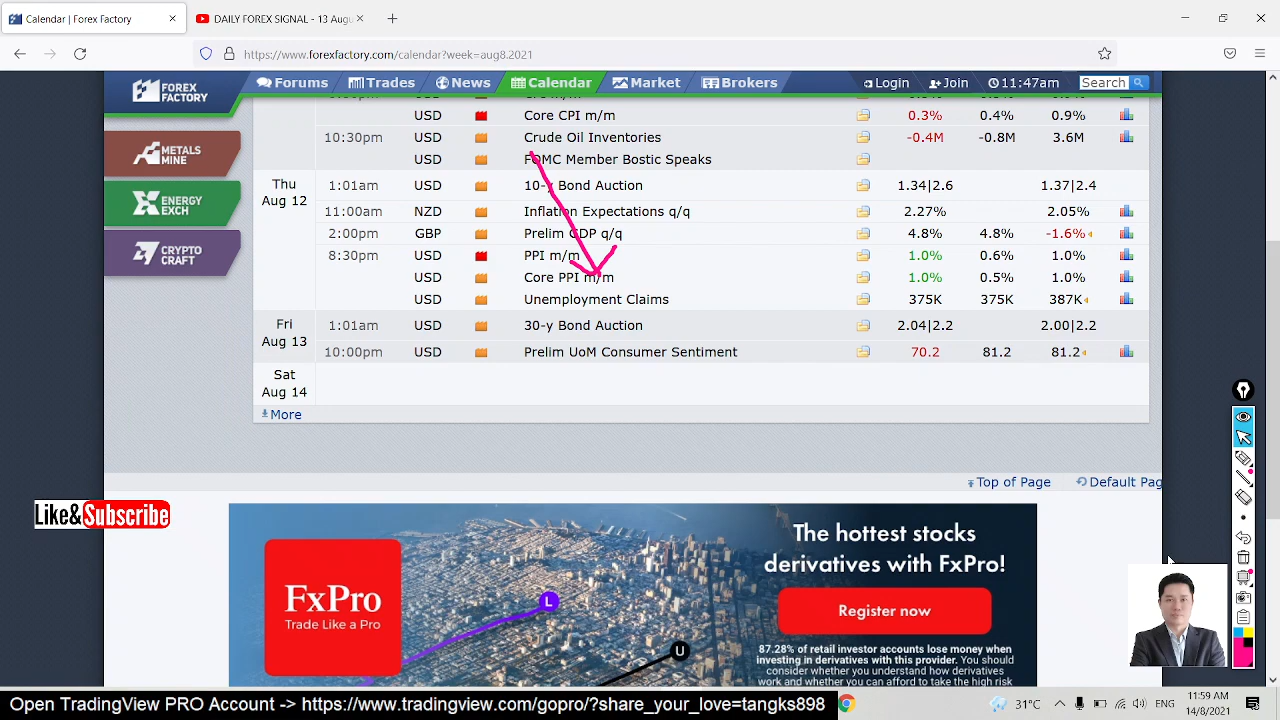 Calendar | Forex Factory
DAILY FOREX SIGNAL - 13 Augu
https://www.forexfactory.com/calendar?week=aug8.2021
FOREX FACTORY
Forums Trades News Calendar Market Brokers Login Join 11:47am Search
METALS MINE
ENERGY EXCH
CRYPTO CRAFT
USD Core CPI m/m 0.3% 0.4% 0.9%
10:30pm USD Crude Oil Inventories -0.4M -0.8M 3.6M
USD FOMC Member Bostic Speaks
Thu Aug 12 1:01am USD 10-y Bond Auction 1.34|2.6 1.37|2.4
11:00am NZD Inflation Expectations q/q 2.27% 2.05%
2:00pm GBP Prelim GDP q/q 4.8% 4.8% -1.6%
8:30pm USD PPI m/m 1.0% 0.6% 1.0%
USD Core PPI m/m 1.0% 0.5% 1.0%
USD Unemployment Claims 375K 375K 387K
Fri Aug 13 1:01am USD 30-y Bond Auction 2.04|2.2 2.00|2.2
10:00pm USD Prelim UoM Consumer Sentiment 70.2 81.2 81.2
Sat Aug 14
More
Top of Page Default Pag
Like& Subscribe
FxPro
Trade Like a Pro
L
U
The hottest stocks
derivatives with FxPro!
Register now
87.28% of retail investor accounts lose money when
investing in derivatives with this provider. You should
consider whether you understand how derivatives
work and whether you can afford to take the high risk
Open TradingView PRO Account -> https://www.tradingview.com/gopro/?share_your_love=tangks898
31°C ENG 11:59 AM
14/8/2021